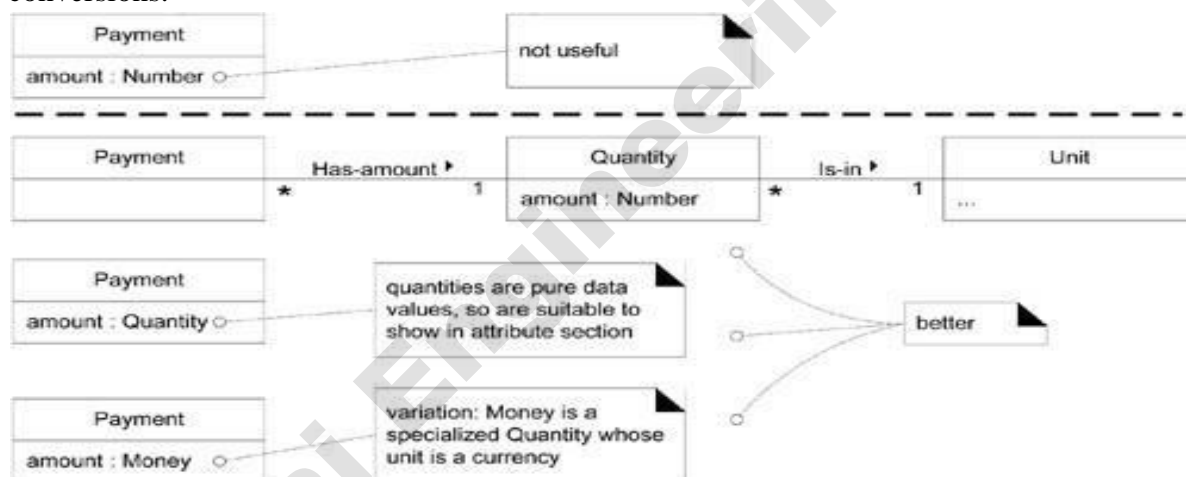 conversions.
Payment
amount : Number
not useful
Payment
Has-amount
*
1
Quantity
amount : Number
Is-in
*
1
Unit
...
Payment
amount : Quantity
quantities are pure data
values, so are suitable to
show in attribute section
better
Payment
amount : Money
variation: Money is a
specialized Quantity whose
unit is a currency